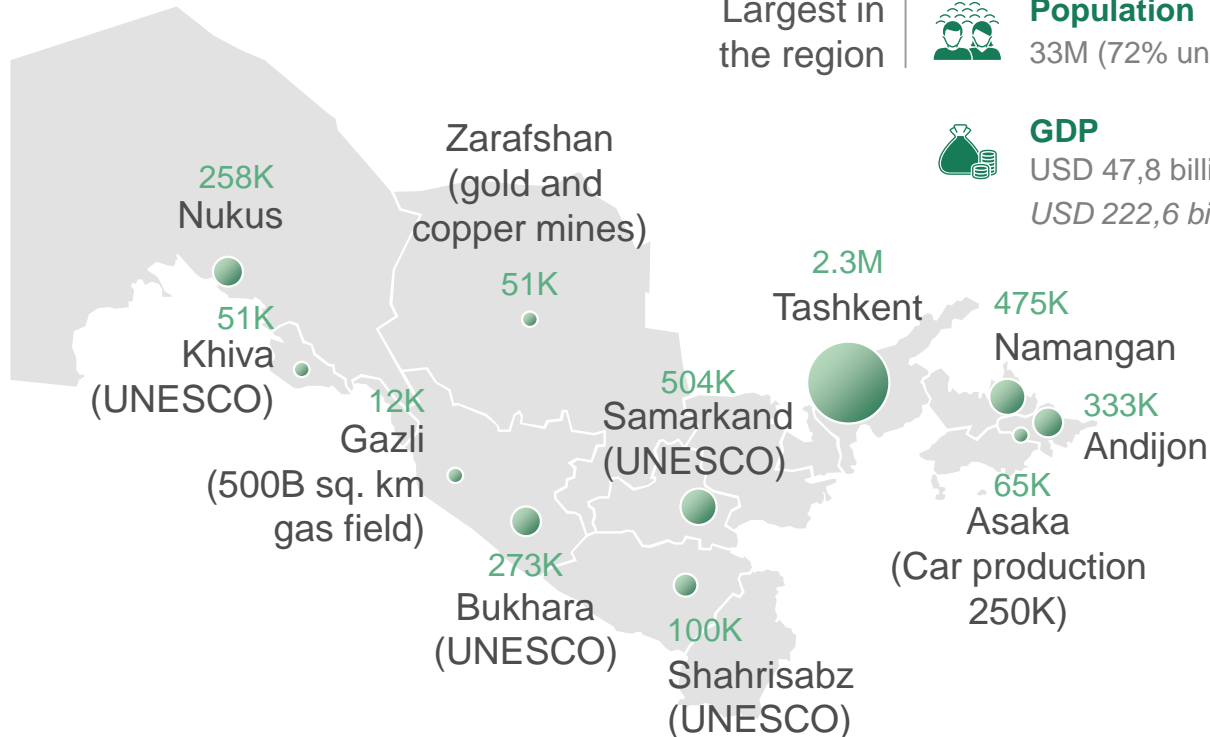 Largest in
the region
Population
33M (72% un
GDP
USD 47,8 billi
USD 222,6 bi
258K
Nukus
Zarafshan
(gold and
copper mines)
51K
51K
Khiva
(UNESCO)
12K
Gazli
(500B sq. km
gas field)
273K
Bukhara
(UNESCO)
504K
Samarkand
(UNESCO)
100K
Shahrisabz
(UNESCO)
2.3M
Tashkent
475K
Namangan
333K
Andijon
65K
Asaka
(Car production
250K)